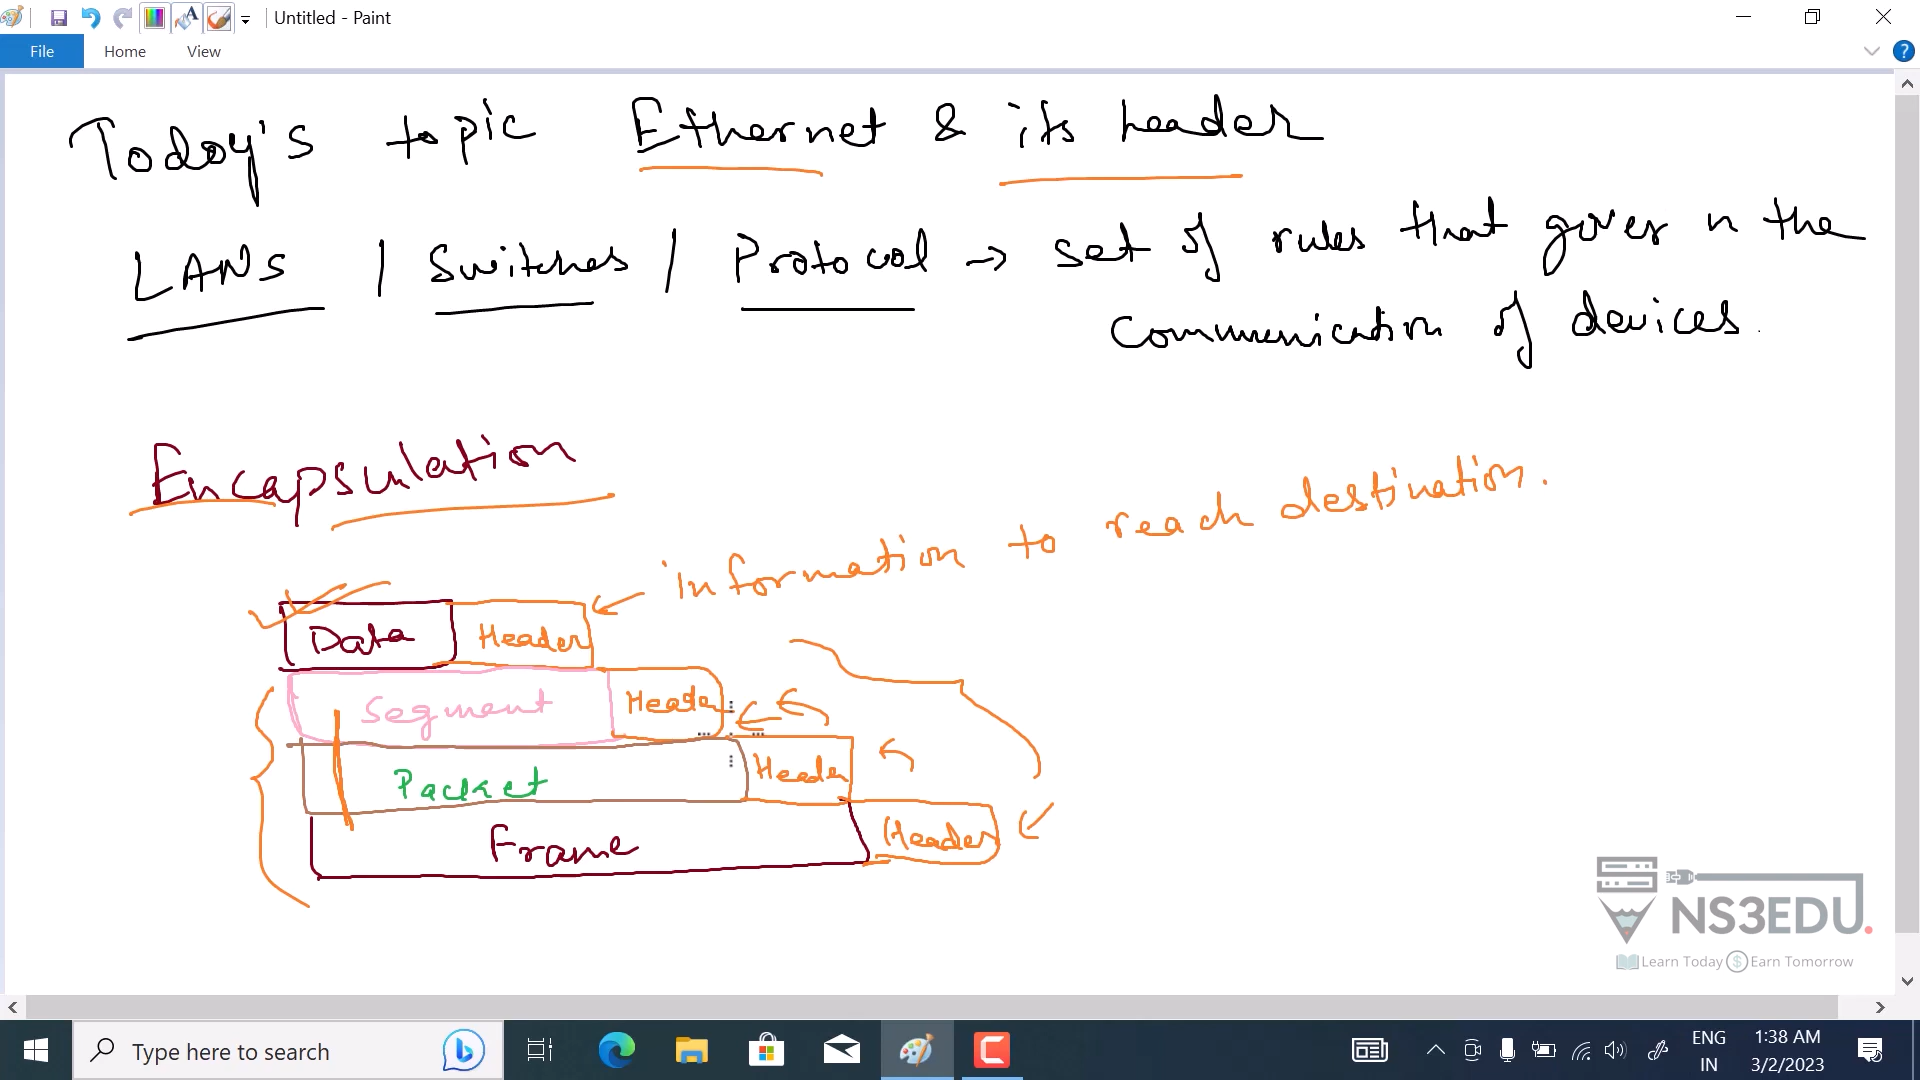 Untitled - Paint
File Home View
Today's topic Ethernet & its header
LANs / Switches / Protocol → set of rules that govern the
communication of devices.
Encapsulation
information to reach destination.
Data Header
Segment Header
Packet Header
Frame Header
NS3EDU.
Learn Today $ Earn Tomorrow
Type here to search
ENG
IN
1:38 AM
3/2/2023